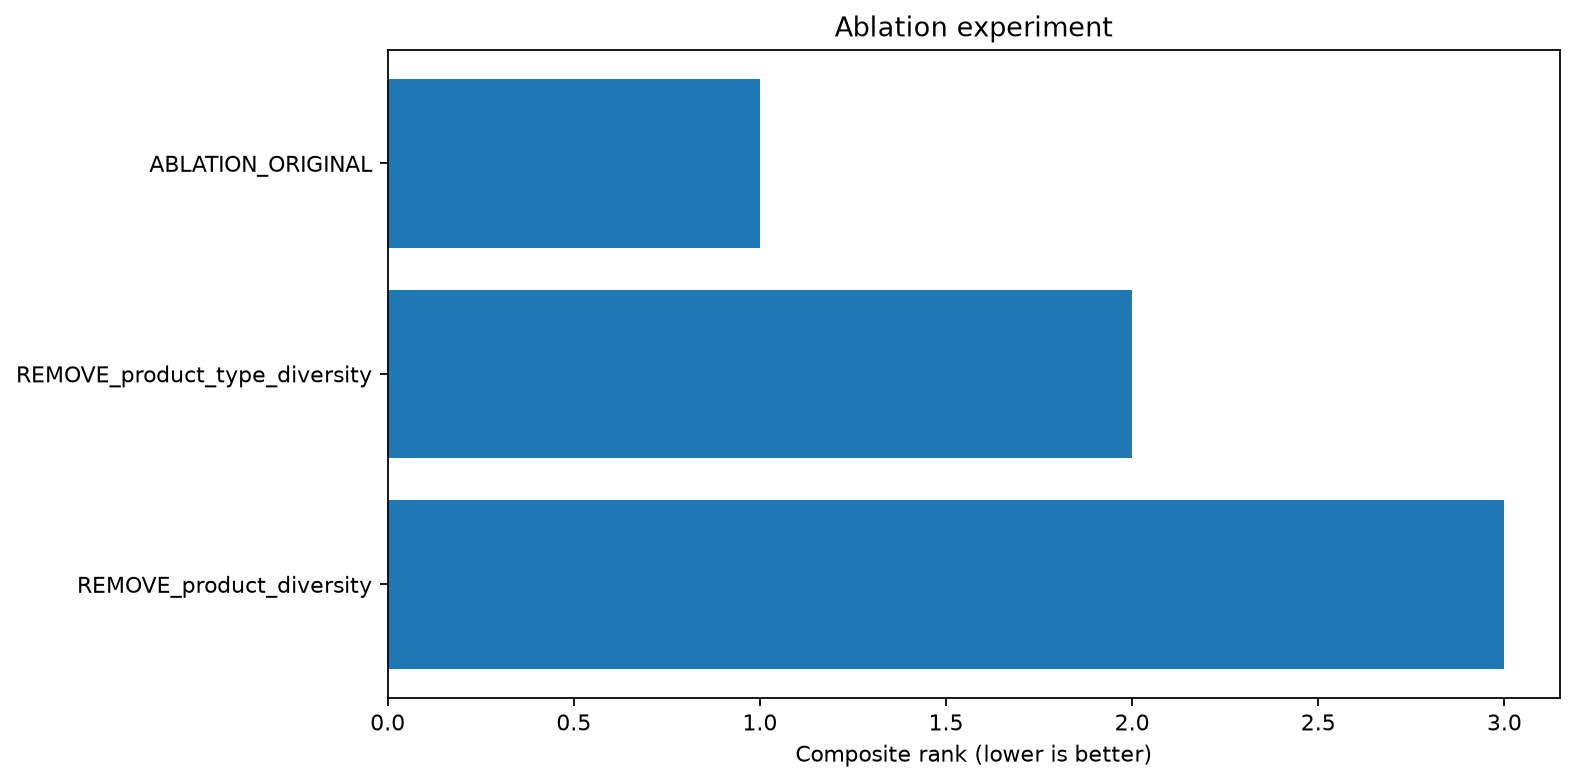 Ablation experiment
ABLATION_ORIGINAL
REMOVE_product_type_diversity
REMOVE_product_diversity
0.0 0.5 1.0 1.5 2.0 2.5 3.0
Composite rank (lower is better)